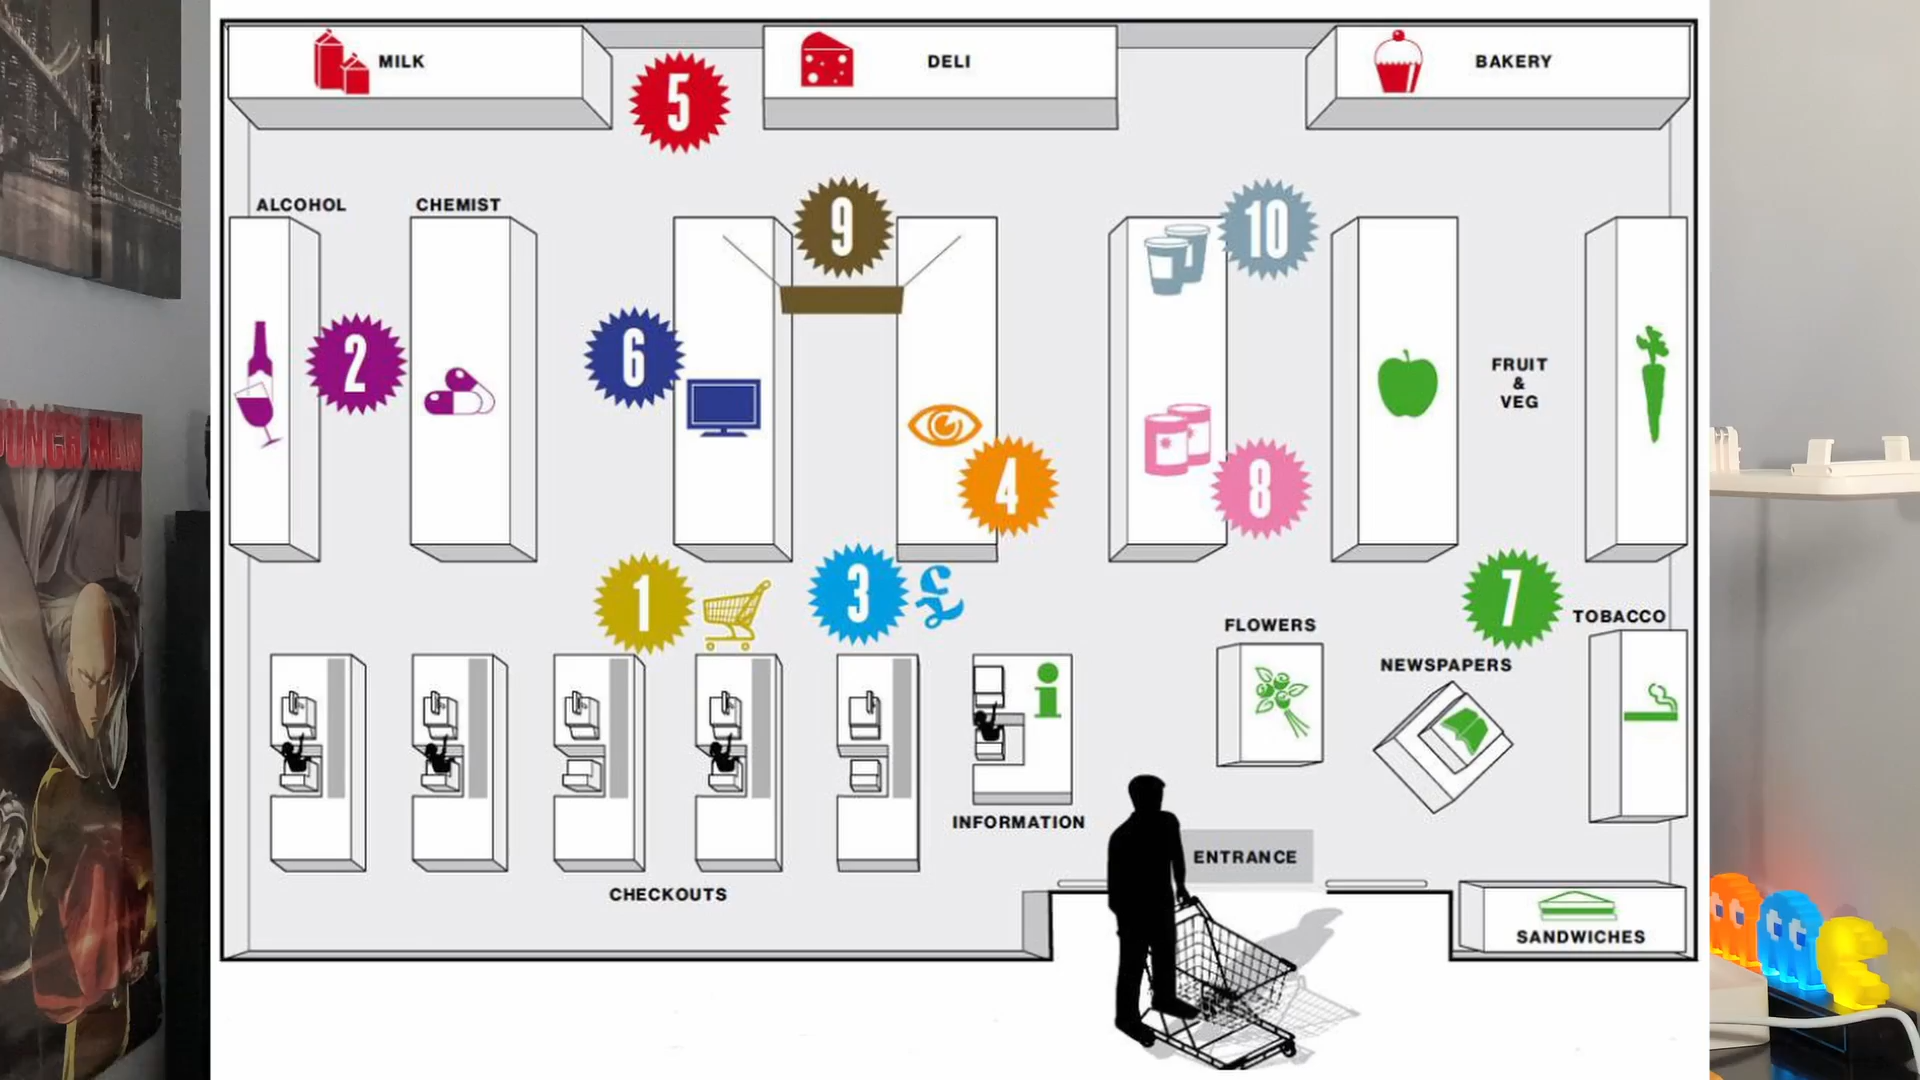 MILK
DELI
BAKERY
5
ALCOHOL
CHEMIST
9
10
2
6
FRUIT
&
VEG
4
8
1
3
£
7
TOBACCO
FLOWERS
NEWSPAPERS
INFORMATION
ENTRANCE
CHECKOUTS
SANDWICHES